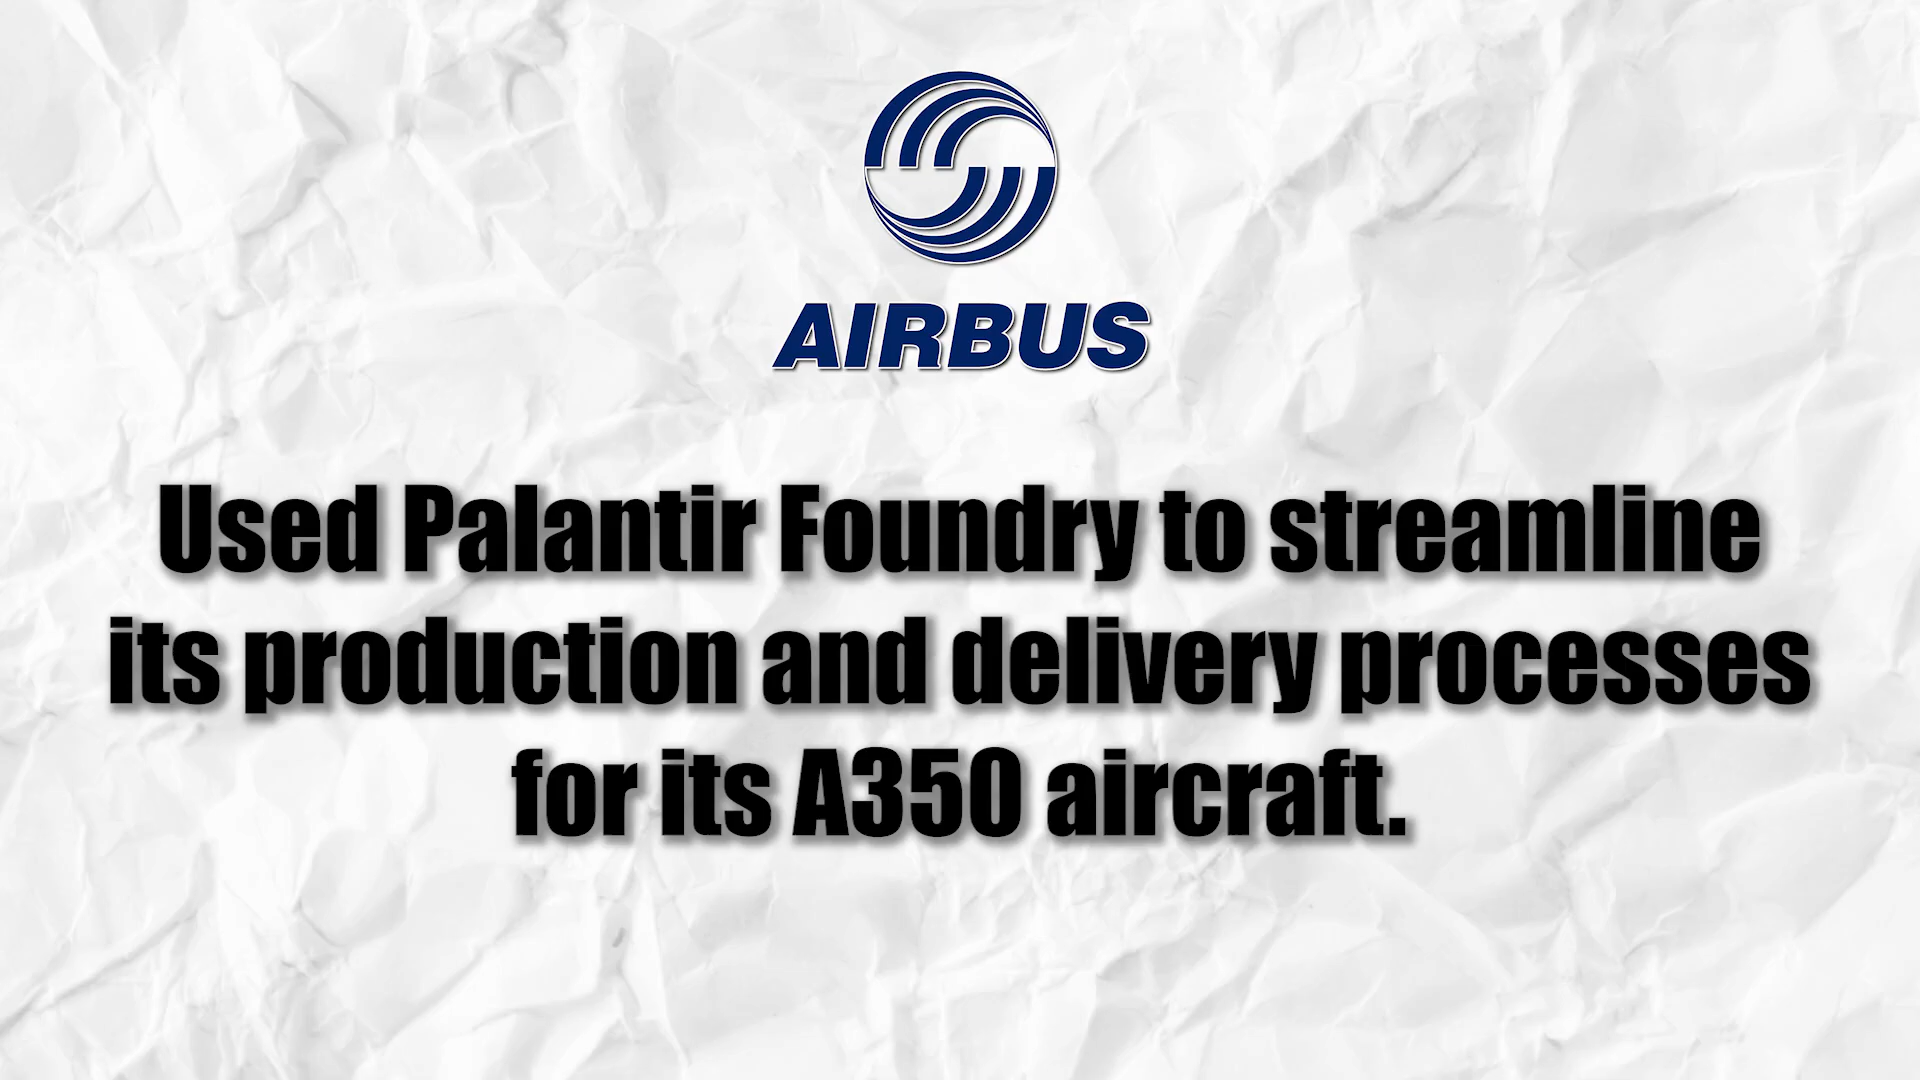 AIRBUS
Used Palantir Foundry to streamline
its production and delivery processes
for its A350 aircraft.